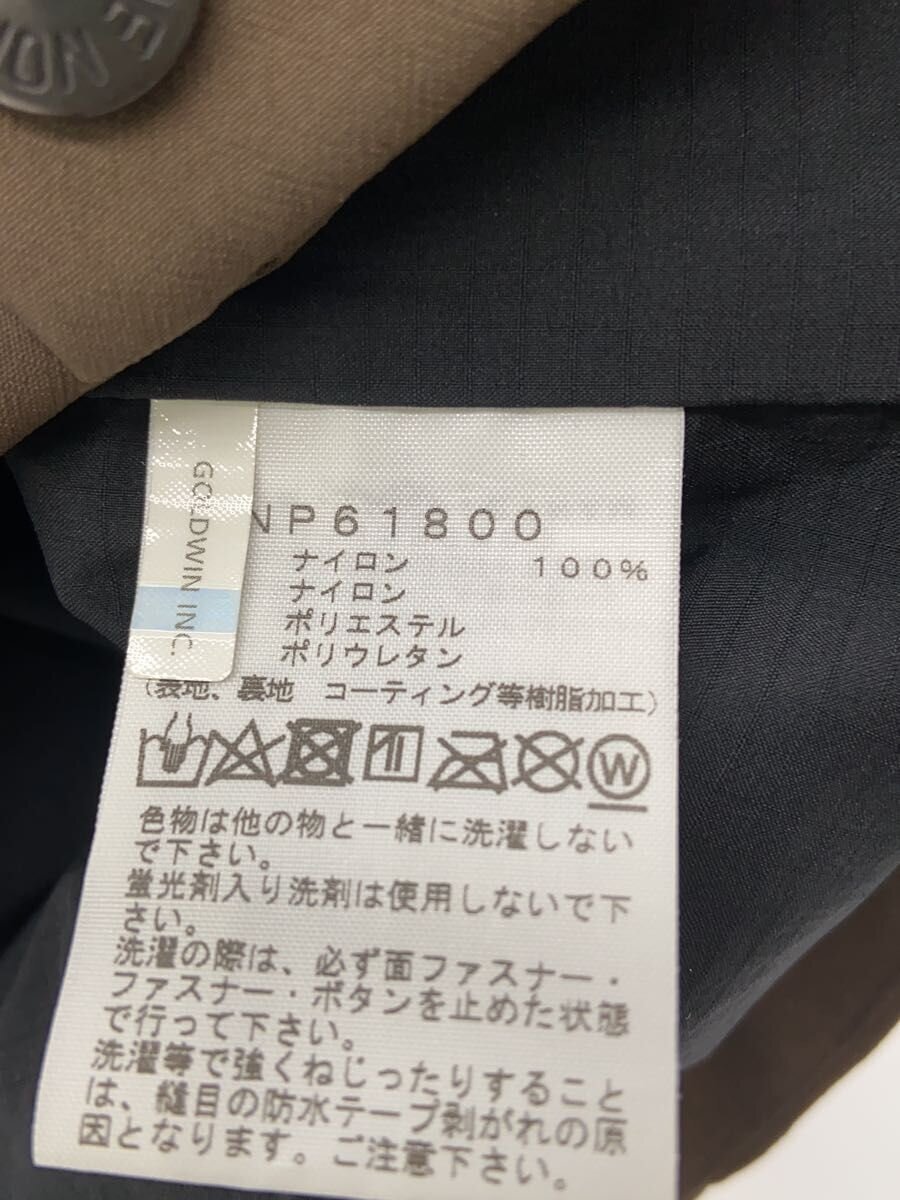 NO
GOLDWIN INC.
NP61800
ナイロン 100%
ナイロン
ポリエステル
ポリウレタン
(表地、裏地 コーティング等樹脂加工)
W
色物は他の物と一緒に洗濯しない
で下さい。
蛍光剤入り洗剤は使用しないで下
さい。
洗濯の際は、必ず面ファスナー・
ファスナー・ボタンを止めた状態
で行って下さい。
洗濯等で強くねじったりすること
は、縫目の防水テープ剥がれの原
因となります。ご注意下さい。